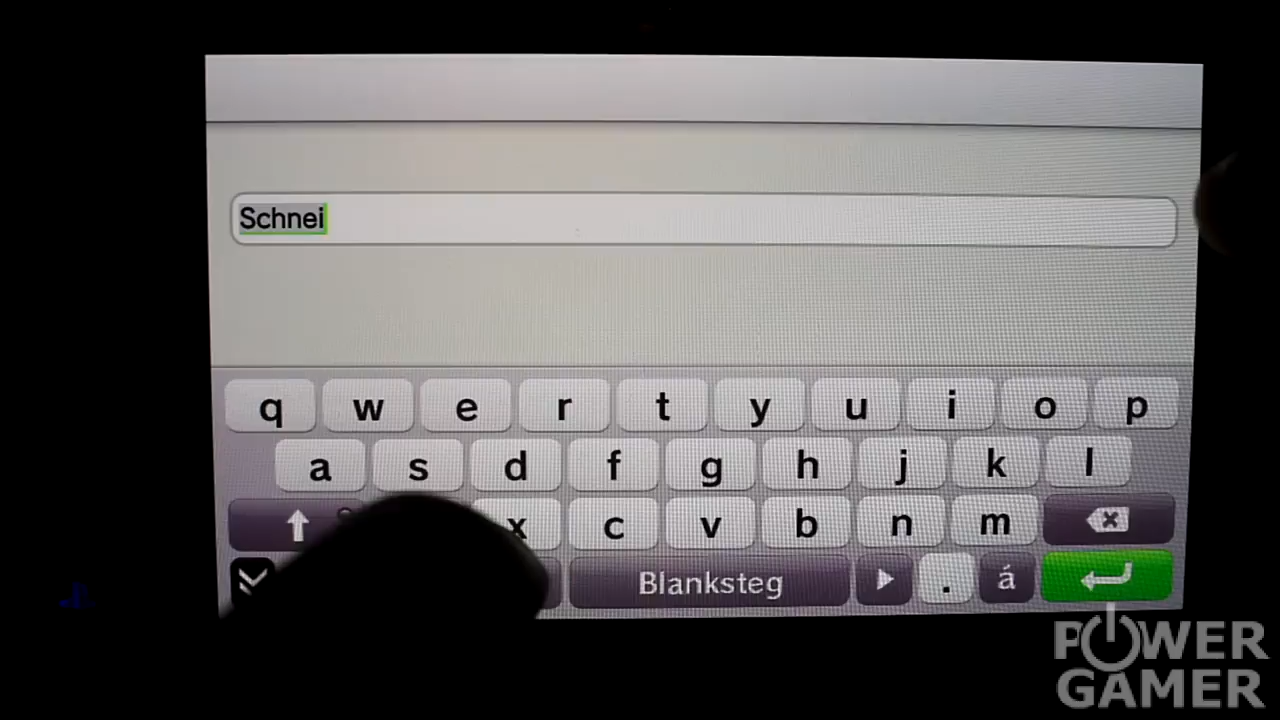 Schnei
q w e r t y u i o p
a s d f g h j k l
x c v b n m
Blanksteg . á
POWER
GAMER